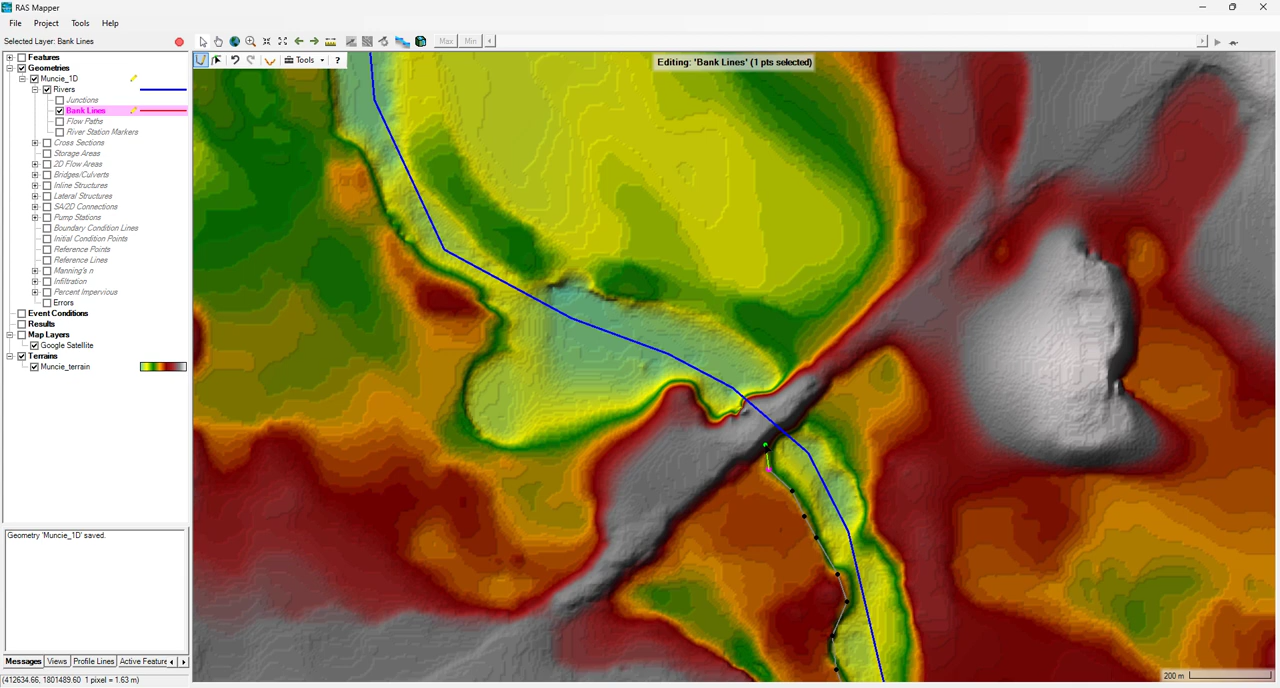 RAS Mapper
File Project Tools Help
Selected Layer: Bank Lines
Max Min
Tools ?
Editing: 'Bank Lines' (1 pts selected)
Features
Geometries
Muncie_1D
Rivers
Junctions
Bank Lines
Flow Paths
River Station Markers
Cross Sections
Storage Areas
2D Flow Areas
Bridges/Culverts
Inline Structures
Lateral Structures
SA/2D Connections
Pump Stations
Boundary Condition Lines
Initial Condition Points
Reference Points
Reference Lines
Manning's n
Infiltration
Percent Impervious
Errors
Event Conditions
Results
Map Layers
Google Satellite
Terrains
Muncie_terrain
Geometry 'Muncie_1D' saved.
Messages Views Profile Lines Active Feature
(412634.66, 1801489.60 1 pixel = 1.63 m)
200 m